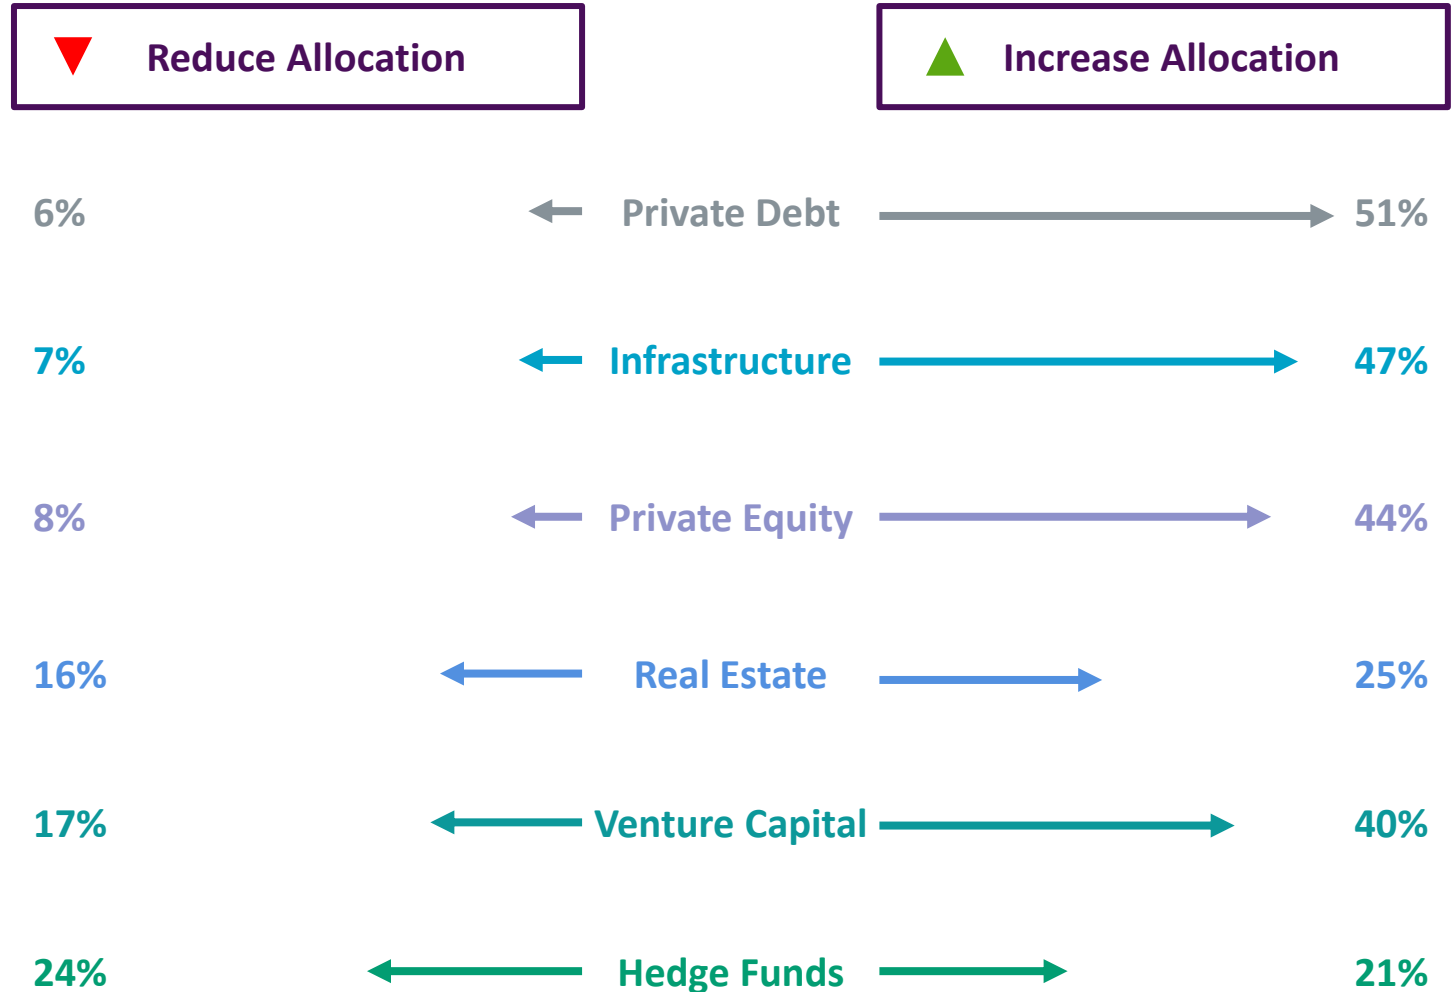 Reduce Allocation
Increase Allocation
6% Private Debt 51%
7% Infrastructure 47%
8% Private Equity 44%
16% Real Estate 25%
17% Venture Capital 40%
24% Hedge Funds 21%